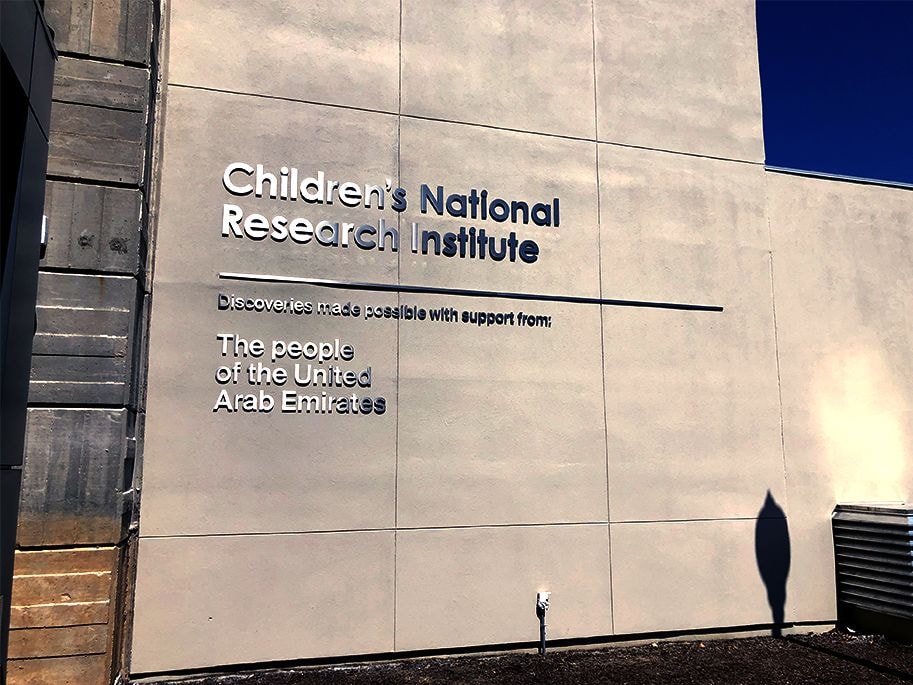 Children's National
Research Institute
Discoveries made possible with support from:
The people
of the United
Arab Emirates